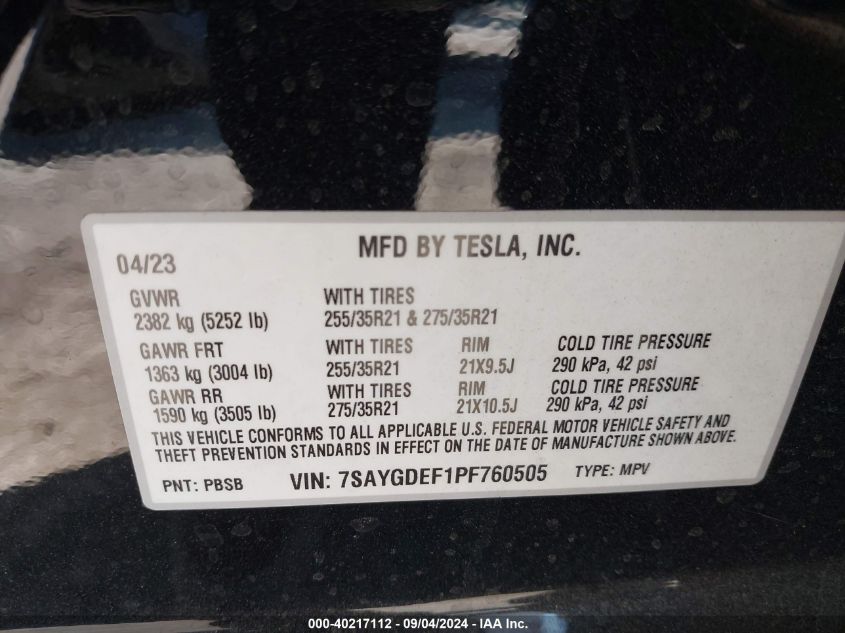 04/23 MFD BY TESLA, INC.
GVWR WITH TIRES
2382 kg (5252 lb) 255/35R21 & 275/35R21
GAWR FRT WITH TIRES RIM COLD TIRE PRESSURE
1363 kg (3004 lb) 255/35R21 21X9.5J 290 kPa, 42 psi
GAWR RR WITH TIRES RIM COLD TIRE PRESSURE
1590 kg (3505 lb) 275/35R21 21X10.5J 290 kPa, 42 psi
THIS VEHICLE CONFORMS TO ALL APPLICABLE U.S. FEDERAL MOTOR VEHICLE SAFETY AND
THEFT PREVENTION STANDARDS IN EFFECT ON THE DATE OF MANUFACTURE SHOWN ABOVE.
PNT: PBSB VIN: 7SAYGDEF1PF760505 TYPE: MPV
000-40217112 - 09/04/2024 - IAA Inc.